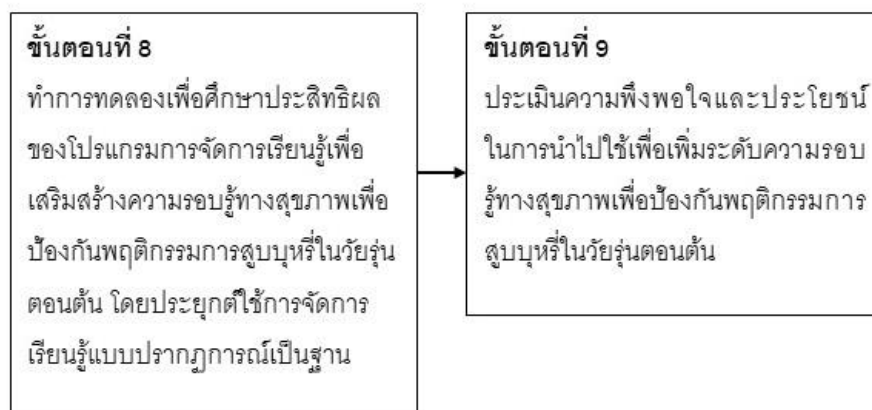 ขั้นตอนที่ 8
ทำการทดลองเพื่อศึกษาประสิทธิผล
ของโปรแกรมการจัดการเรียนรู้เพื่อ
เสริมสร้างความรอบรู้ทางสุขภาพเพื่อ
ป้องกันพฤติกรรมการสูบบุหรี่ในวัยรุ่น
ตอนต้น โดยประยุกต์ใช้การจัดการ
เรียนรู้แบบปรากฏการณ์เป็นฐาน
ขั้นตอนที่ 9
ประเมินความพึงพอใจและประโยชน์
ในการนำไปใช้เพื่อเพิ่มระดับความรอบ
รู้ทางสุขภาพเพื่อป้องกันพฤติกรรมการ
สูบบุหรี่ในวัยรุ่นตอนต้น